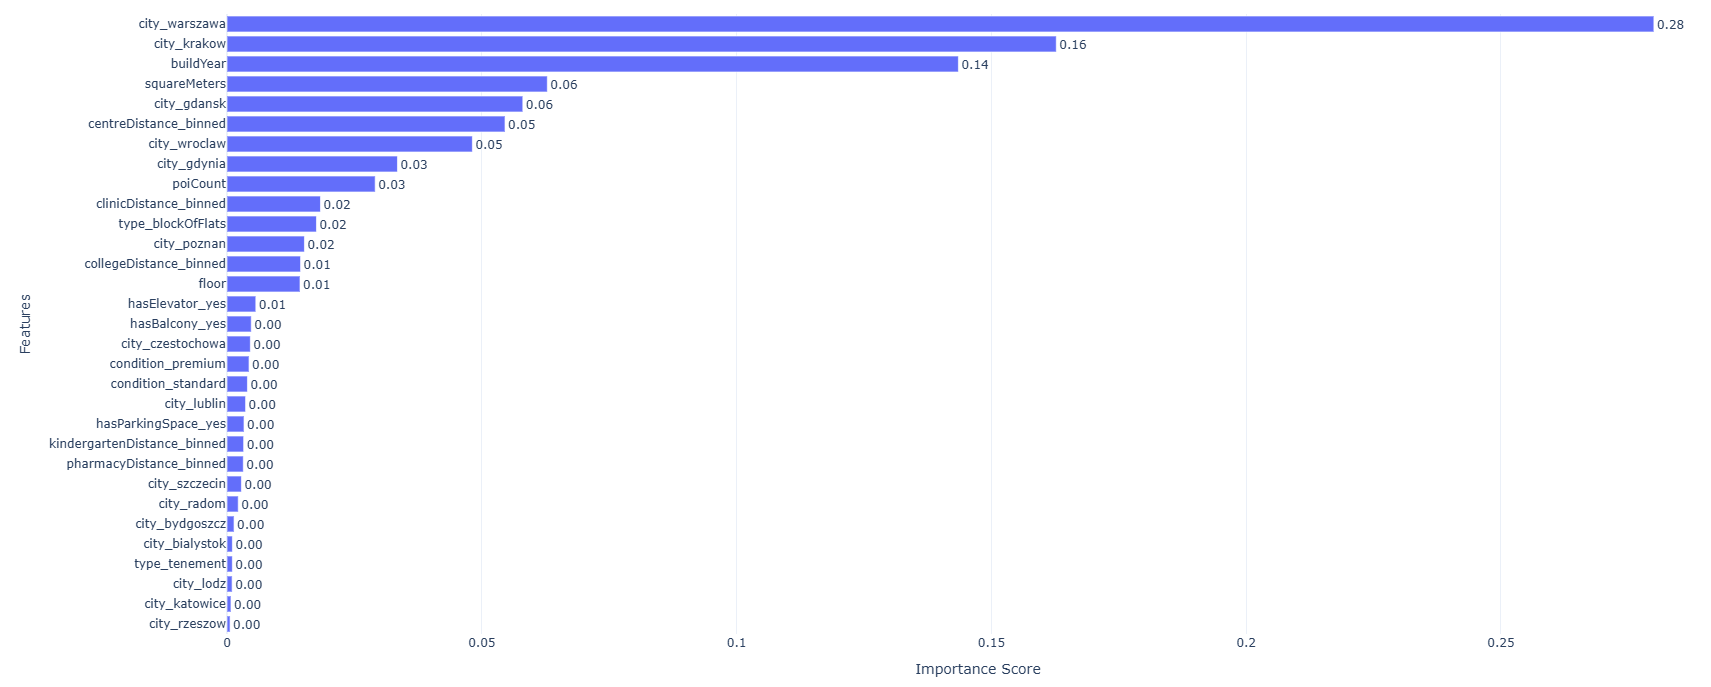 city_warszawa 0.28
city_krakow 0.16
buildYear 0.14
squareMeters 0.06
city_gdansk 0.06
centreDistance_binned 0.05
city_wroclaw 0.05
city_gdynia 0.03
poiCount 0.03
clinicDistance_binned 0.02
type_blockOfFlats 0.02
city_poznan 0.02
collegeDistance_binned 0.01
floor 0.01
hasElevator_yes 0.01
hasBalcony_yes 0.00
city_czestochowa 0.00
condition_premium 0.00
condition_standard 0.00
city_lublin 0.00
hasParkingSpace_yes 0.00
kindergartenDistance_binned 0.00
pharmacyDistance_binned 0.00
city_szczecin 0.00
city_radom 0.00
city_bydgoszcz 0.00
city_bialystok 0.00
type_tenement 0.00
city_lodz 0.00
city_katowice 0.00
city_rzeszow 0.00
Features
0 0.05 0.1 0.15 0.2 0.25
Importance Score